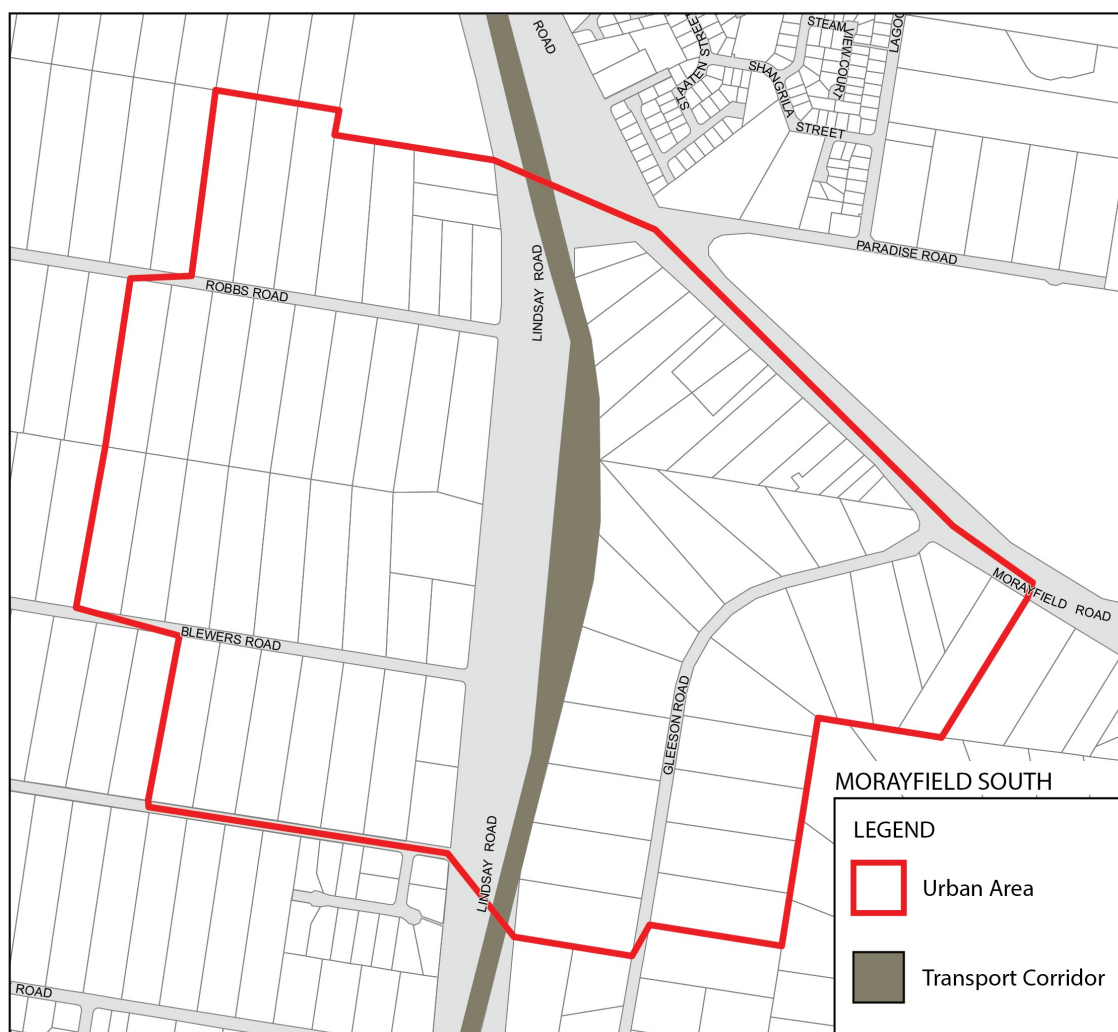 ROAD
STAATEN STREET
SHANGRILA
STREET
STEAM
VIEW COURT
LAGOO
PARADISE ROAD
ROBBS ROAD
LINDSAY ROAD
MORAYFIELD ROAD
BLEWERS ROAD
GLEESON ROAD
LINDSAY ROAD
ROAD
MORAYFIELD SOUTH
LEGEND
Urban Area
Transport Corridor